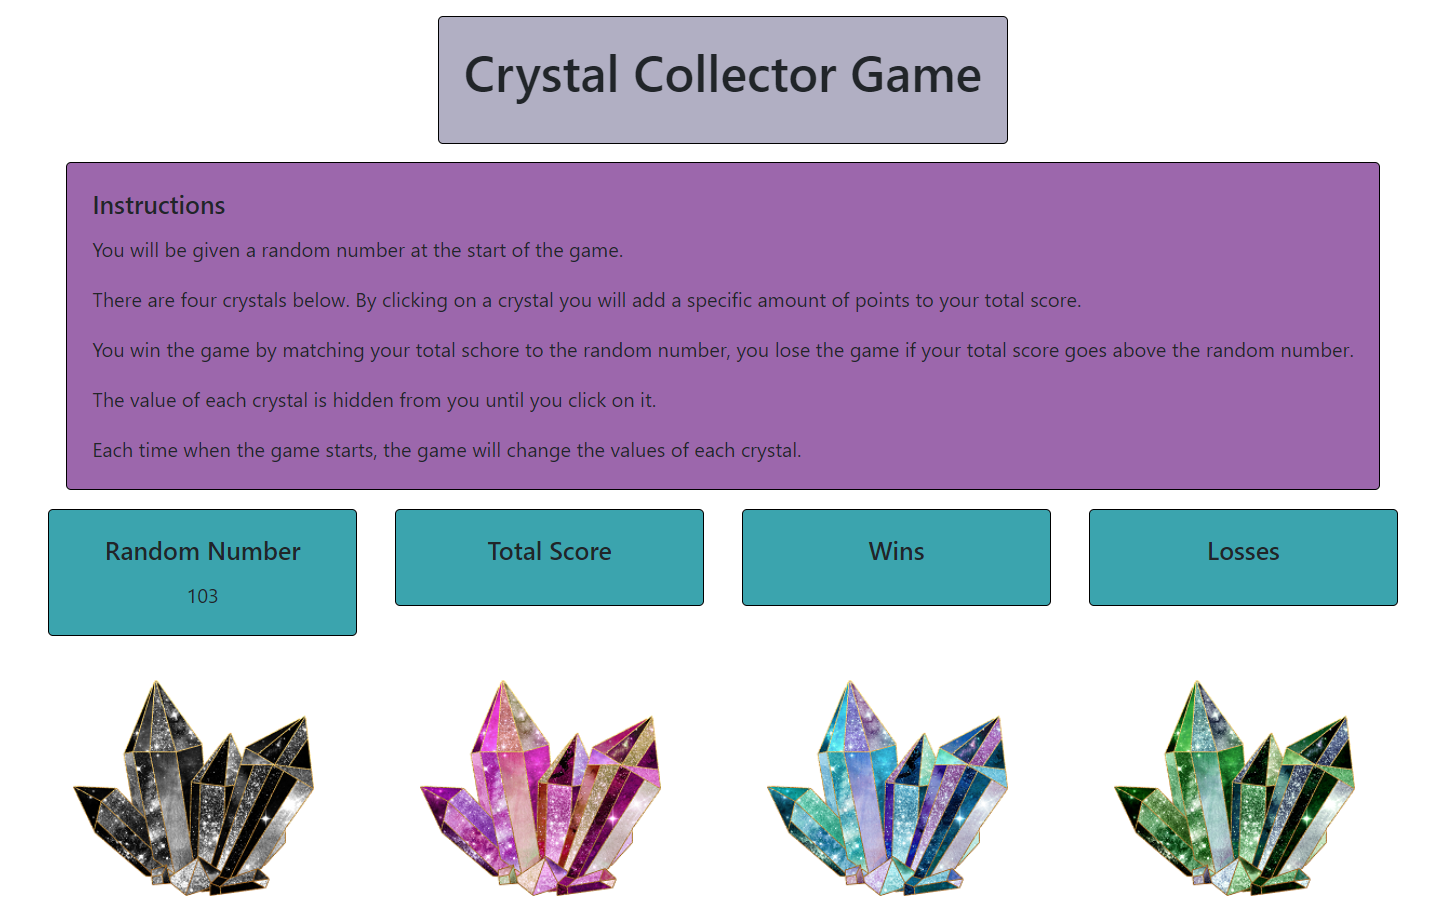 Crystal Collector Game
Instructions
You will be given a random number at the start of the game.
There are four crystals below. By clicking on a crystal you will add a specific amount of points to your total score.
You win the game by matching your total schore to the random number, you lose the game if your total score goes above the random number.
The value of each crystal is hidden from you until you click on it.
Each time when the game starts, the game will change the values of each crystal.
Random Number
103
Total Score
Wins
Losses